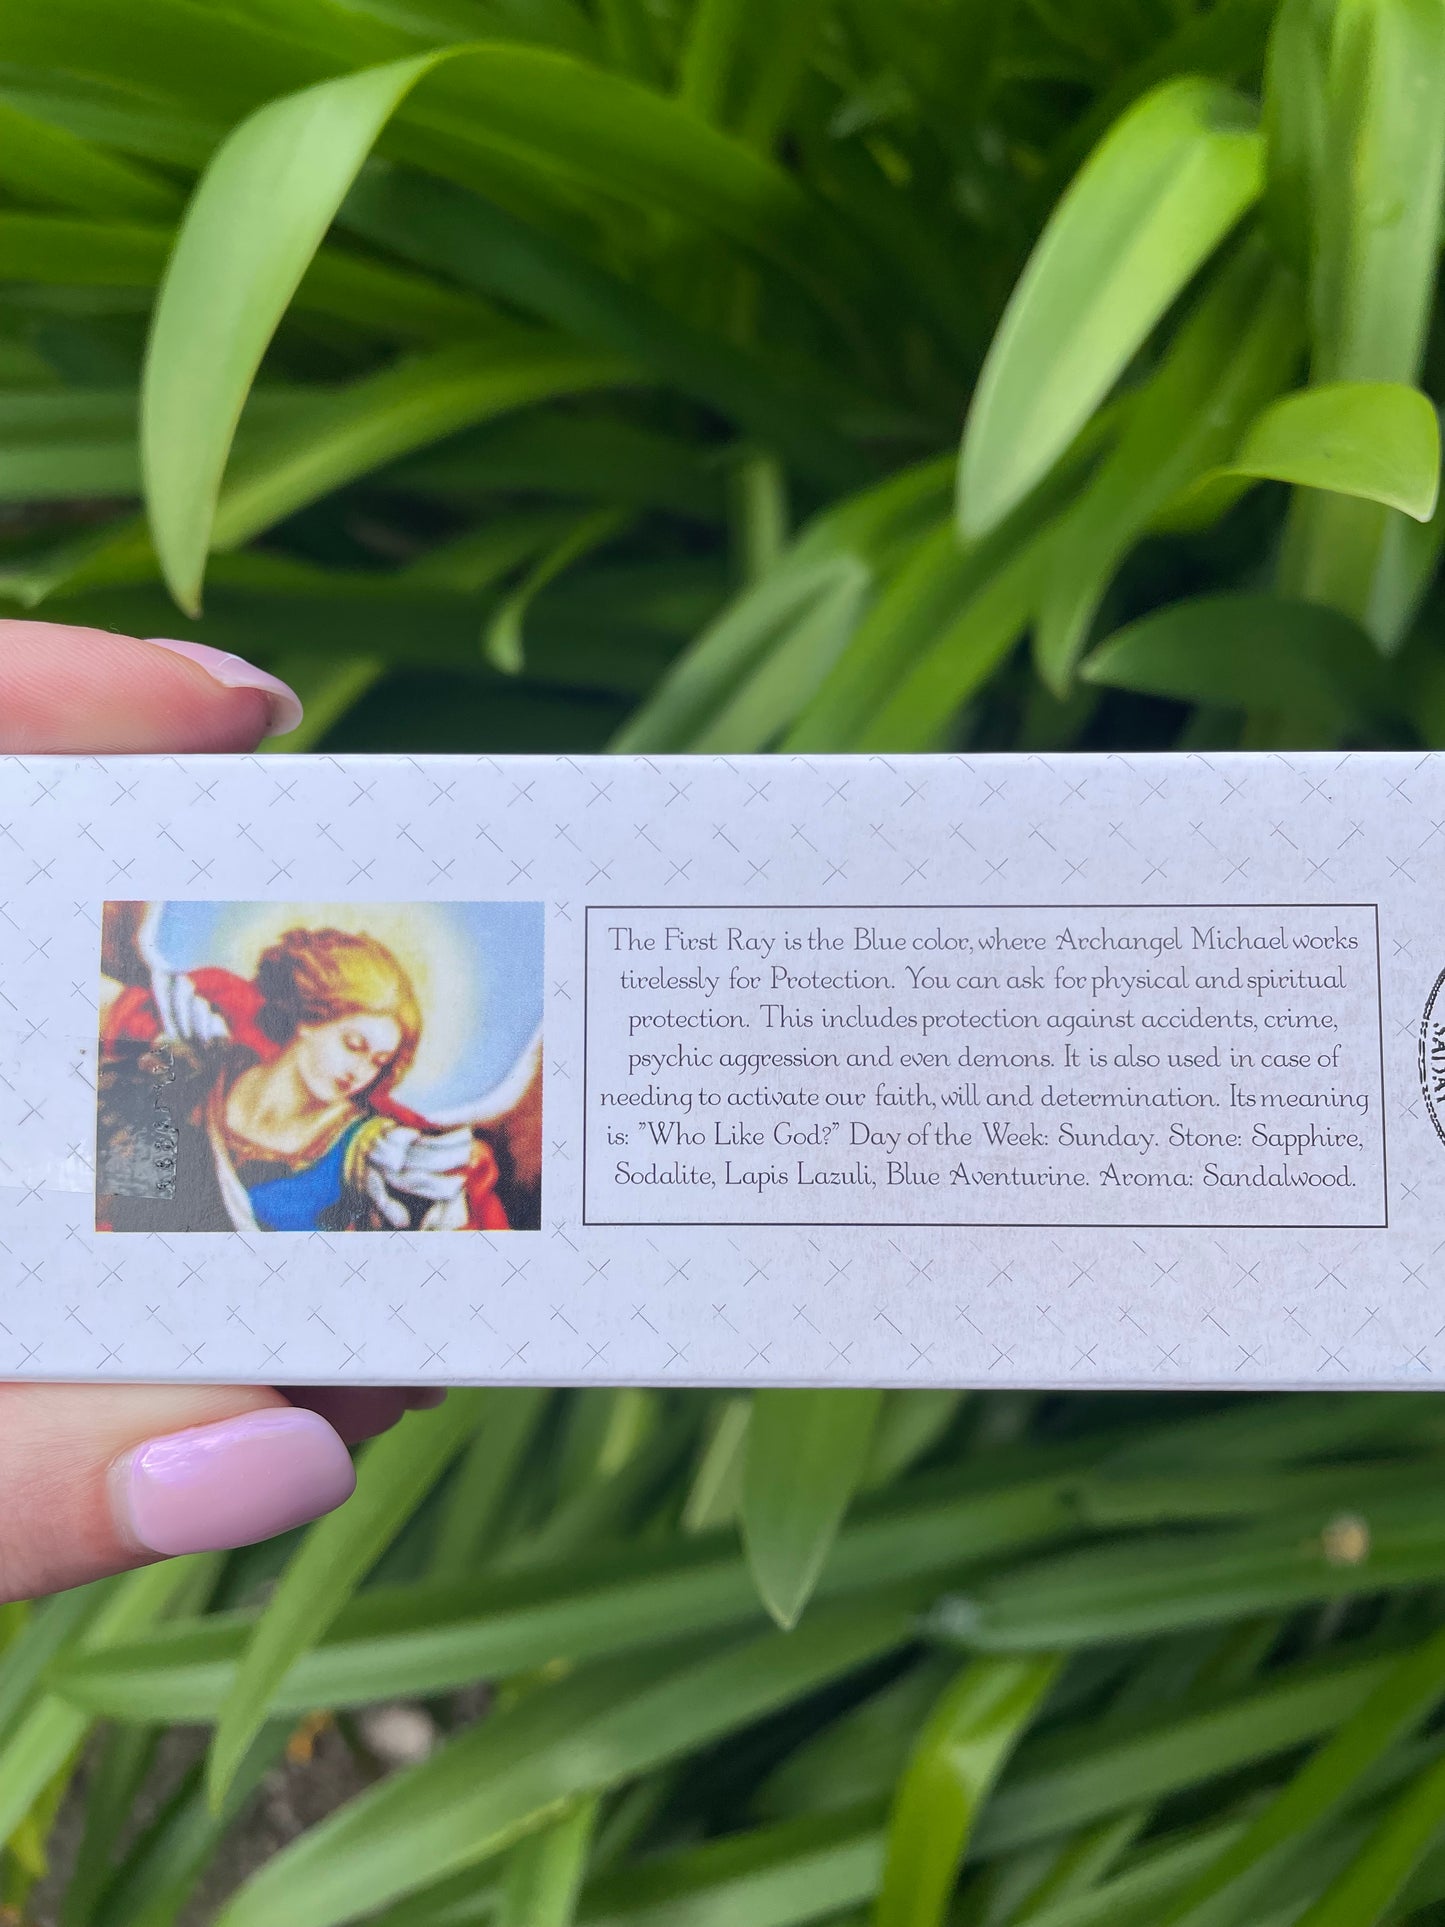 The First Ray is the Blue color, where Archangel Michael works
tirelessly for Protection. You can ask for physical and spiritual
protection. This includes protection against accidents, crime,
psychic aggression and even demons. It is also used in case of
needing to activate our faith, will and determination. Its meaning
is: "Who Like God?" Day of the Week: Sunday. Stone: Sapphire,
Sodalite, Lapis Lazuli, Blue Aventurine. Aroma: Sandalwood.